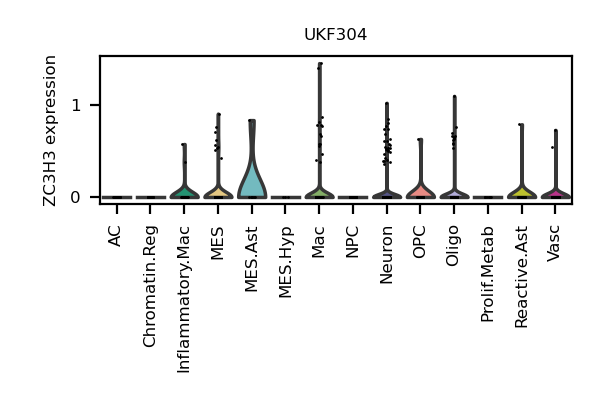 UKF304
ZC3H3 expression
1
0
AC
Chromatin.Reg
Inflammatory.Mac
MES
MES.Ast
MES.Hyp
Mac
NPC
Neuron
OPC
Oligo
Prolif.Metab
Reactive.Ast
Vasc